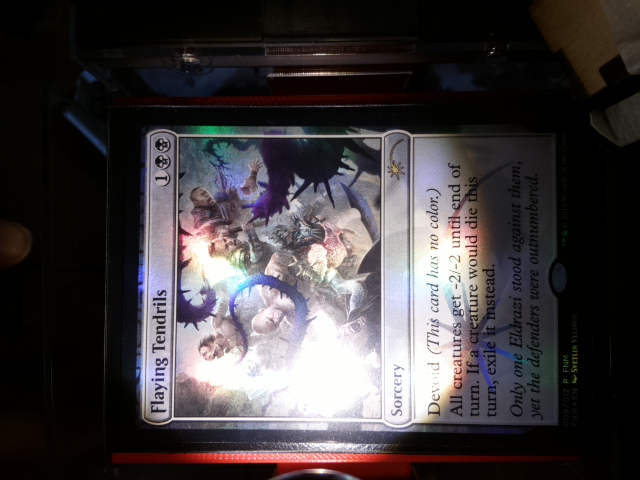 Flaying Tendrils
1
Sorcery
Devoid (This card has no color.)
All creatures get -2/-2 until end of
turn. If a creature would die this
turn, exile it instead.
Only one Eldrazi stood against them,
yet the defenders were outnumbered.
P FNM